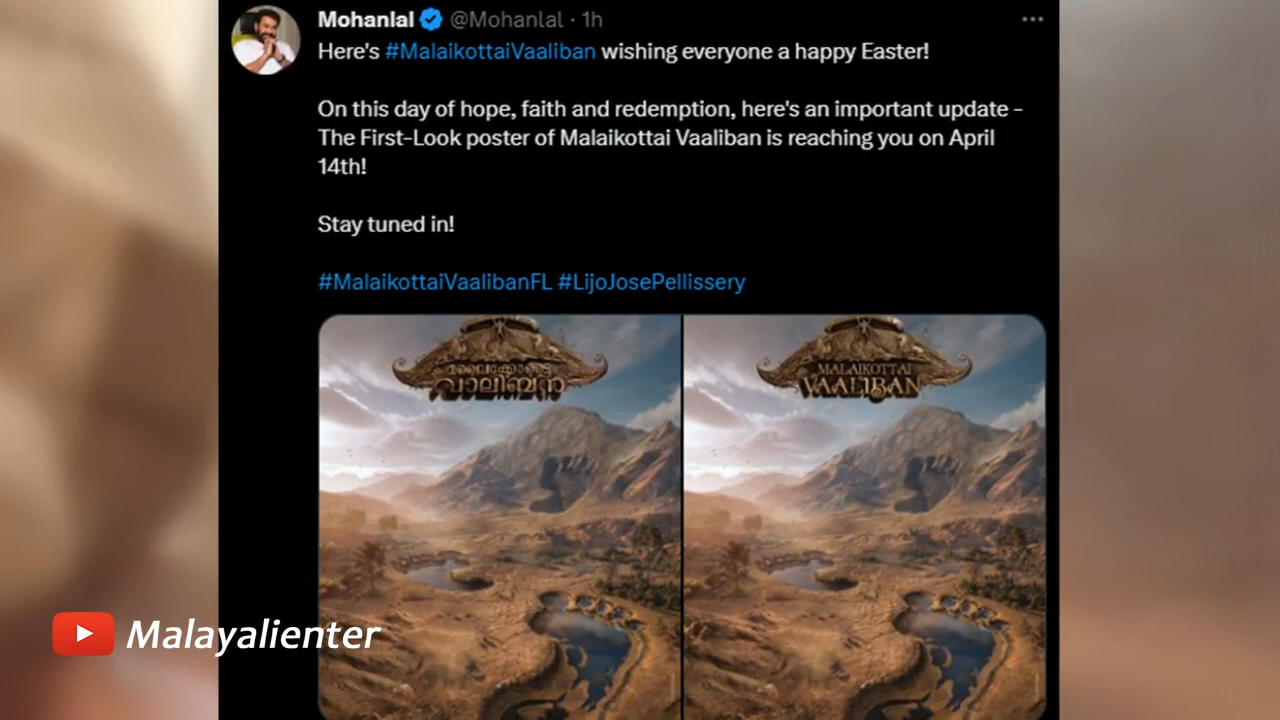 Mohanlal @Mohanlal · 1h
Here's #MalaikottaiVaaliban wishing everyone a happy Easter!
On this day of hope, faith and redemption, here's an important update -
The First-Look poster of Malaikottai Vaaliban is reaching you on April
14th!
Stay tuned in!
#MalaikottaiVaalibanFL #LijoJosePellissery
മലൈക്കോട്ടൈ
വാലിബൻ
MALAIKOTTAI
VAALIBAN
Malayalienter